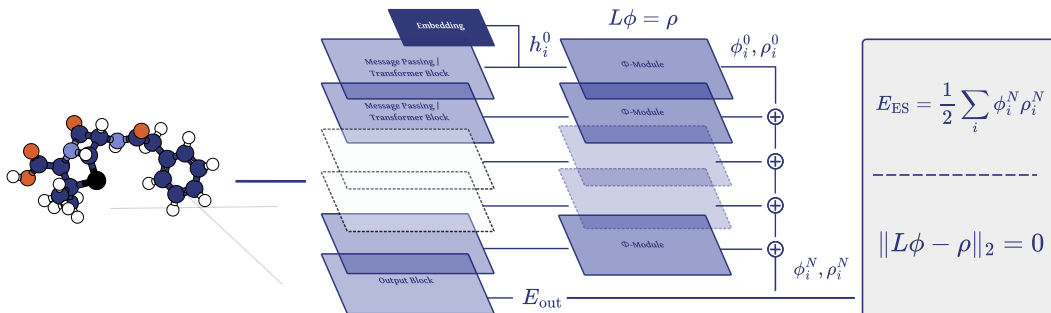 Embedding
Lϕ = ρ
h_i^0
ϕ_i^0, ρ_i^0
Message Passing /
Transformer Block
Φ-Module
Message Passing /
Transformer Block
Φ-Module
E_ES = 1/2 ∑_i ϕ_i^N ρ_i^N
Φ-Module
‖Lϕ − ρ‖_2 = 0
ϕ_i^N, ρ_i^N
Output Block
E_out